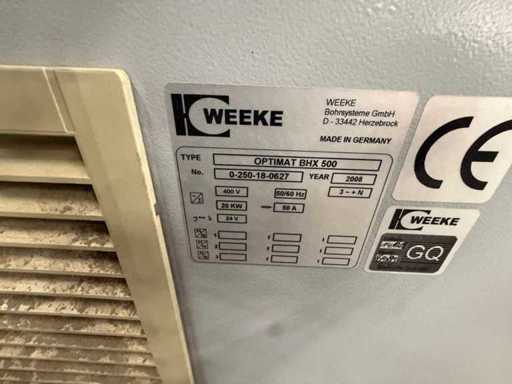 WEEKE
WEEKE
Bohrsysteme GmbH
D - 33442 Herzebrock
MADE IN GERMANY
TYPE OPTIMAT BHX 500
No. 0-250-18-0627 YEAR 2008
400 V 50/60 Hz 3 ~ + N
20 KW 50 A
24 V
CE
WEEKE
GQ